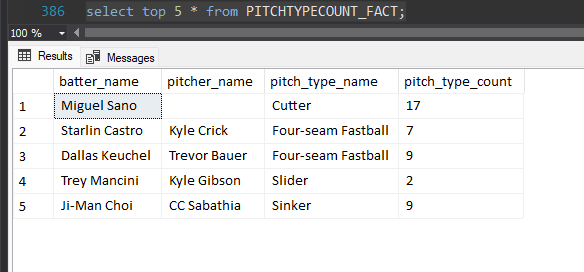 386 select top 5 * from PITCHTYPECOUNT_FACT;
100 %
Results Messages
batter_name pitcher_name pitch_type_name pitch_type_count
1 Miguel Sano Cutter 17
2 Starlin Castro Kyle Crick Four-seam Fastball 7
3 Dallas Keuchel Trevor Bauer Four-seam Fastball 9
4 Trey Mancini Kyle Gibson Slider 2
5 Ji-Man Choi CC Sabathia Sinker 9